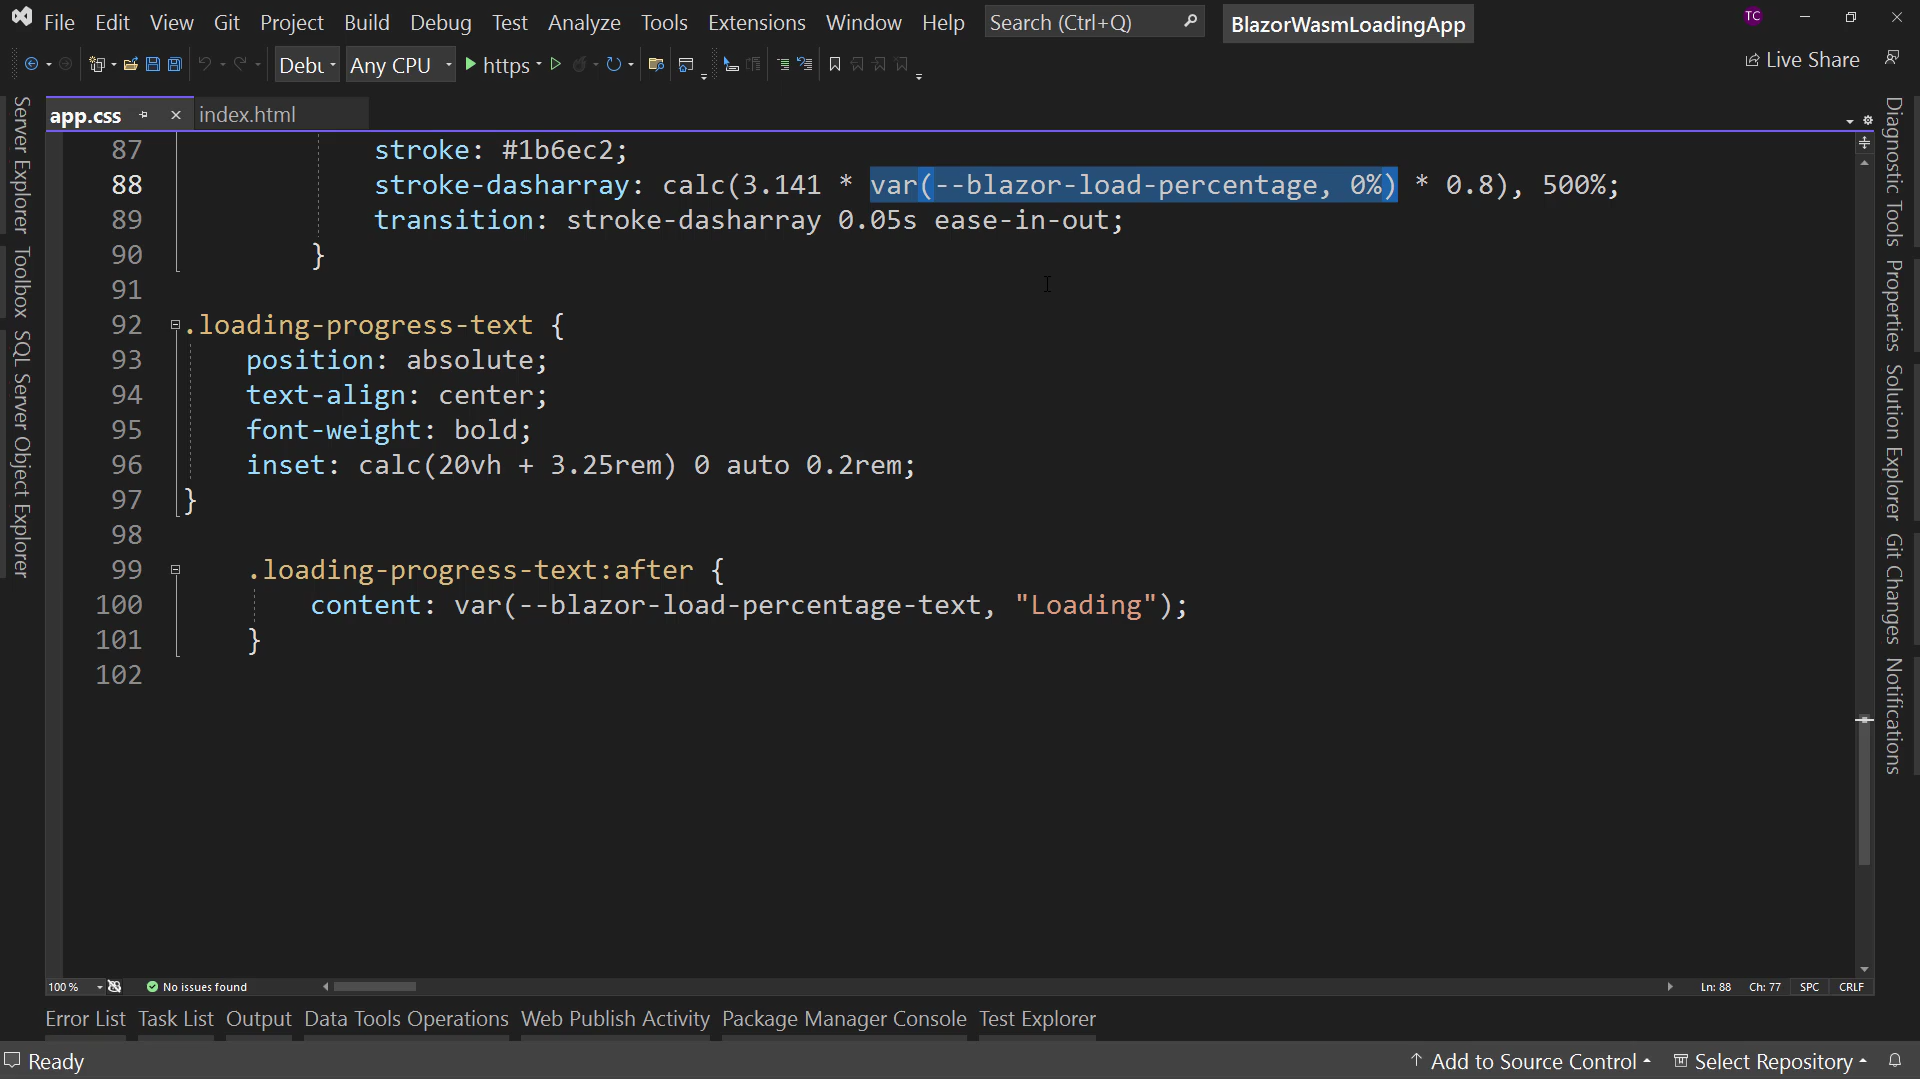 File Edit View Git Project Build Debug Test Analyze Tools Extensions Window Help Search (Ctrl+Q) BlazorWasmLoadingApp TC
Debu Any CPU https Live Share
app.css index.html
87 stroke: #1b6ec2;
88 stroke-dasharray: calc(3.141 * var(--blazor-load-percentage, 0%) * 0.8), 500%;
89 transition: stroke-dasharray 0.05s ease-in-out;
90 }
91
92 .loading-progress-text {
93 position: absolute;
94 text-align: center;
95 font-weight: bold;
96 inset: calc(20vh + 3.25rem) 0 auto 0.2rem;
97 }
98
99 .loading-progress-text:after {
100 content: var(--blazor-load-percentage-text, "Loading");
101 }
102
Server Explorer
Toolbox
SQL Server Object Explorer
Diagnostic Tools
Properties
Solution Explorer
Git Changes
Notifications
100 % No issues found Ln: 88 Ch: 77 SPC CRLF
Error List Task List Output Data Tools Operations Web Publish Activity Package Manager Console Test Explorer
Ready Add to Source Control Select Repository